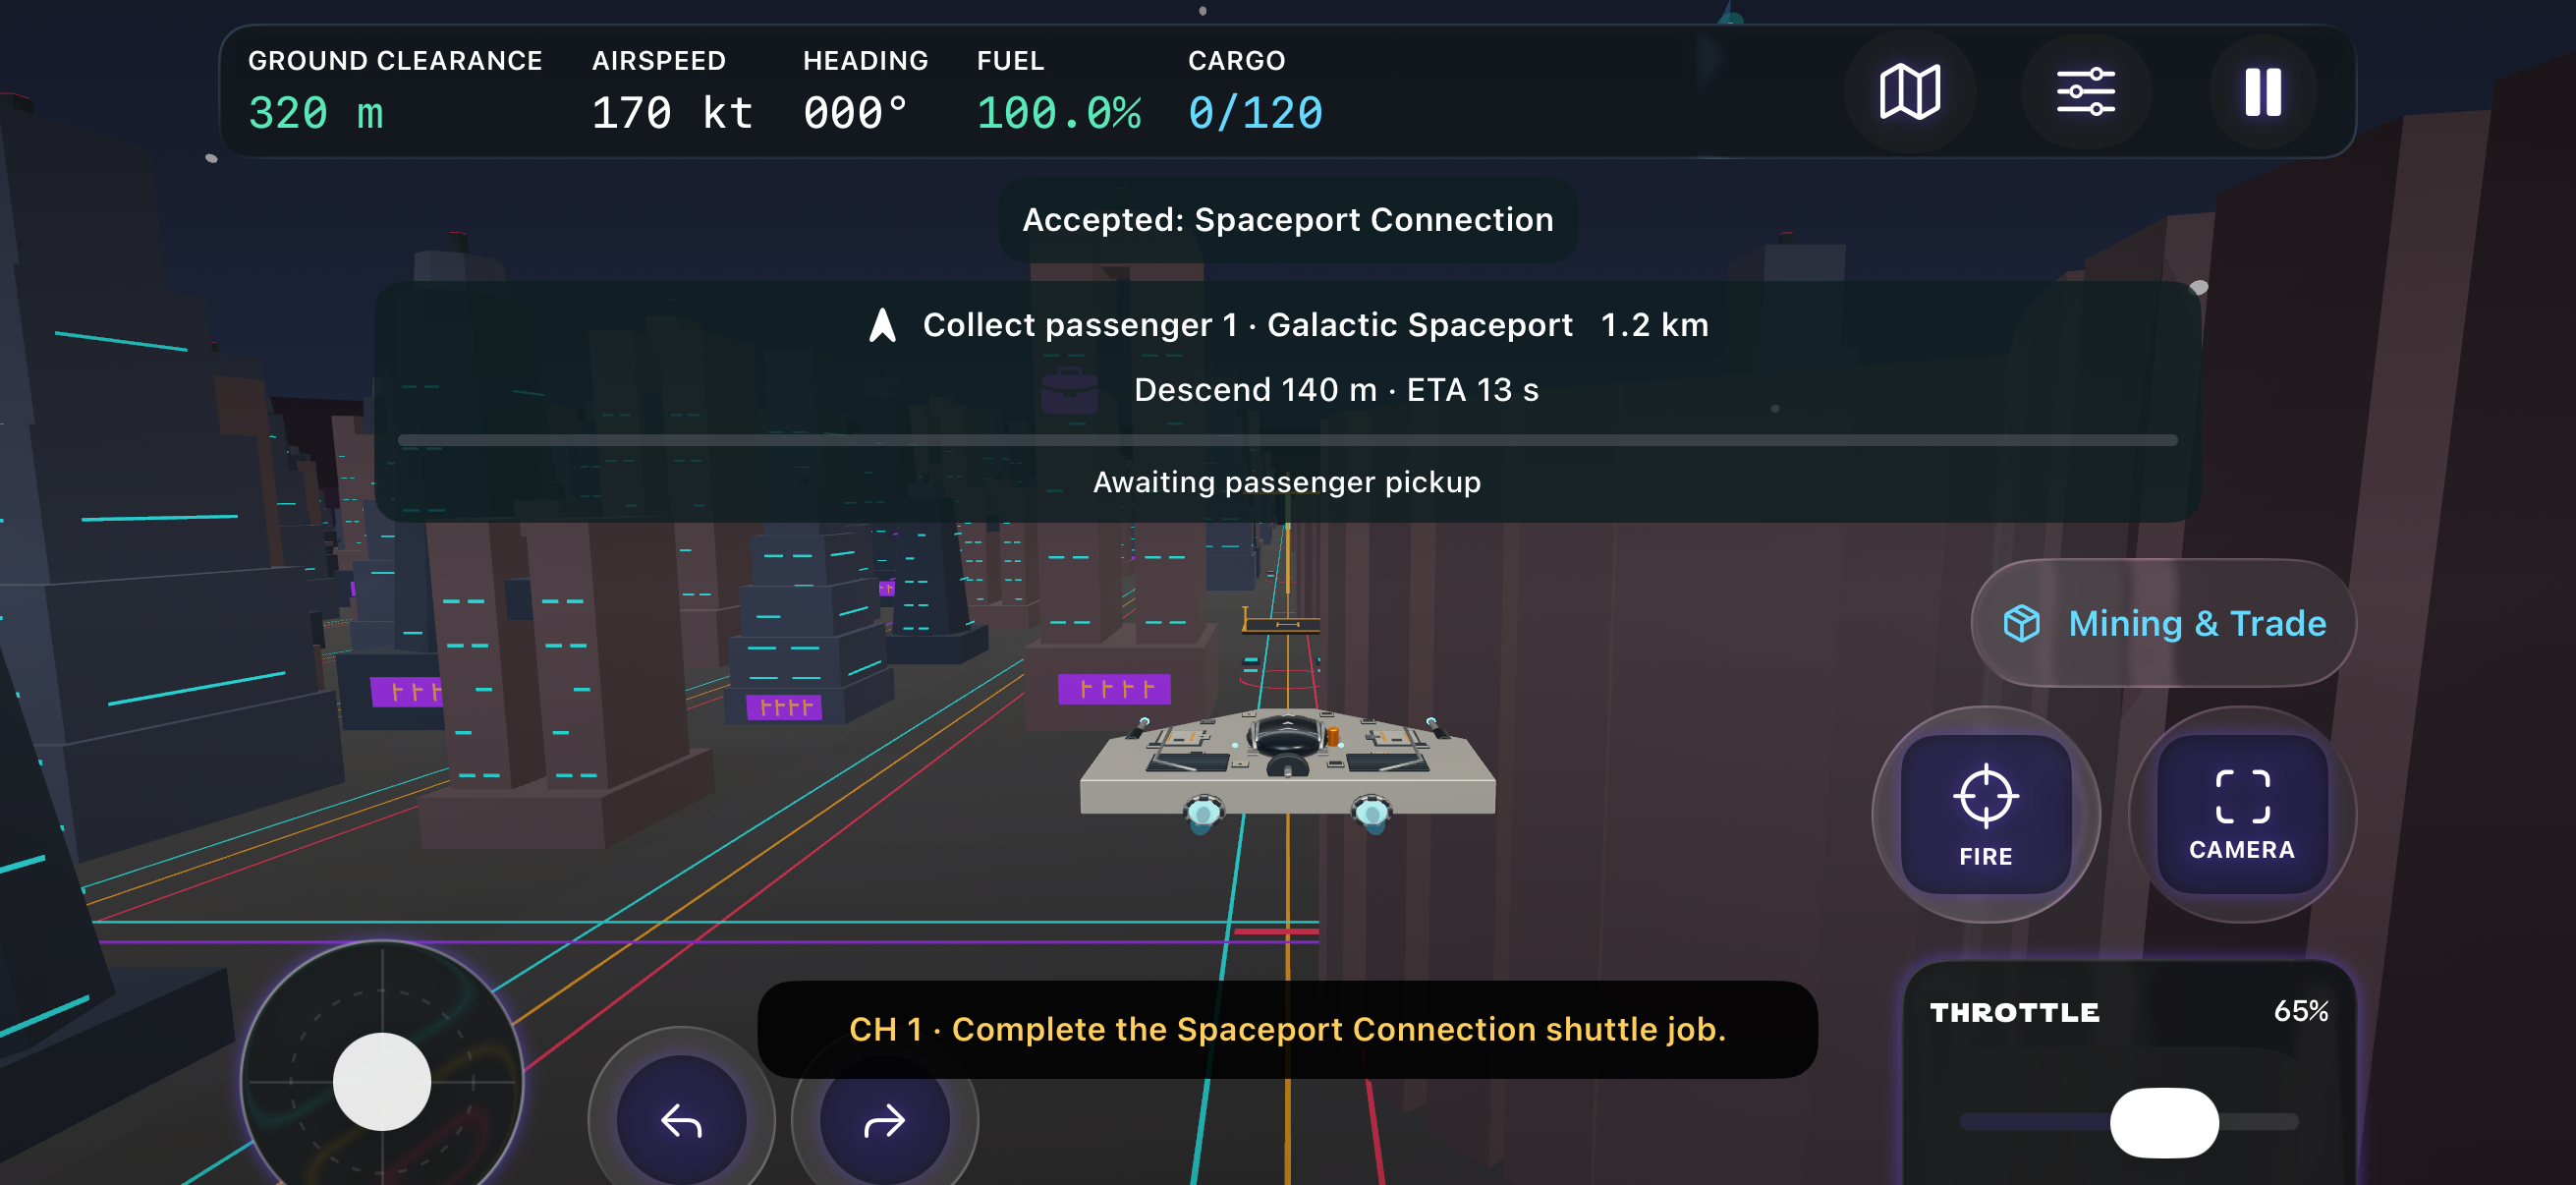 GROUND CLEARANCE AIRSPEED HEADING FUEL CARGO
320 m 170 kt 000° 100.0% 0/120
Accepted: Spaceport Connection
Collect passenger 1 · Galactic Spaceport 1.2 km
Descend 140 m · ETA 13 s
Awaiting passenger pickup
Mining & Trade
FIRE
CAMERA
CH 1 · Complete the Spaceport Connection shuttle job.
THROTTLE 65%